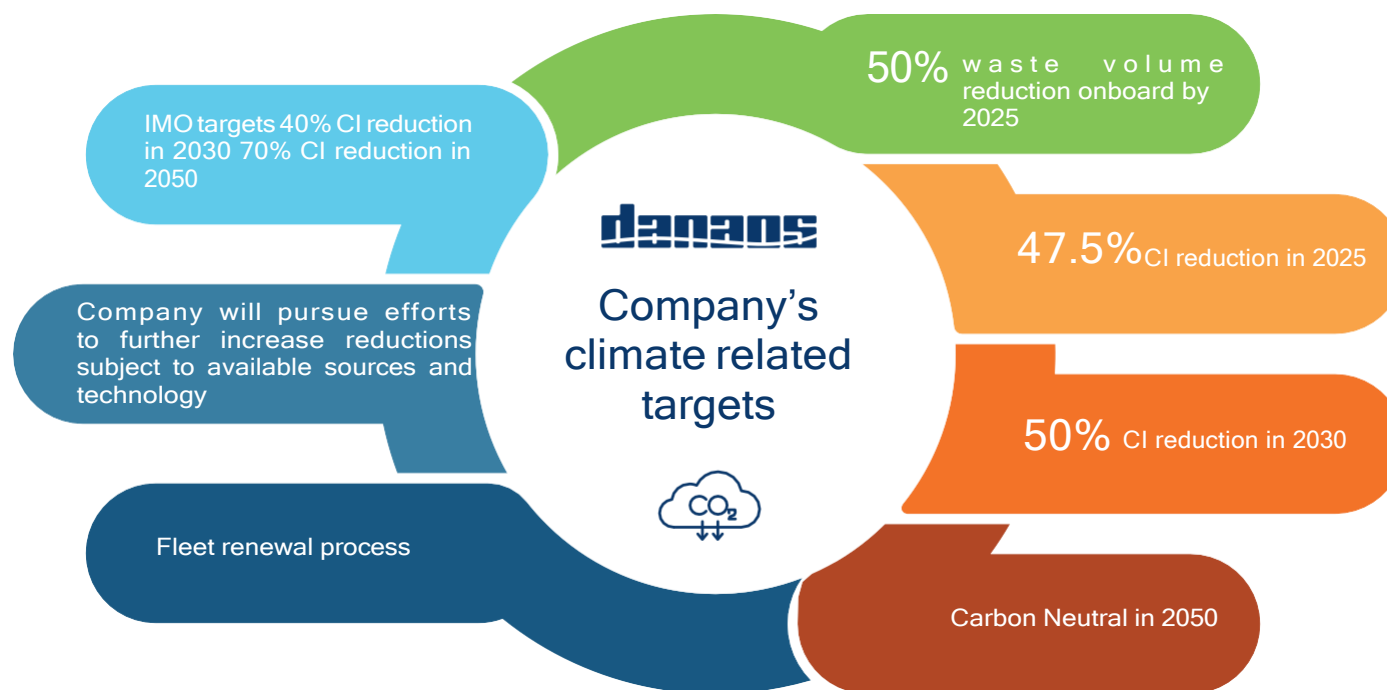 50% waste volume
reduction onboard by
2025
IMO targets 40% CI reduction
in 2030 70% CI reduction in
2050
danaos
47.5% CI reduction in 2025
Company’s
climate related
targets
Company will pursue efforts
to further increase reductions
subject to available sources and
technology
50% CI reduction in 2030
CO2
Fleet renewal process
Carbon Neutral in 2050